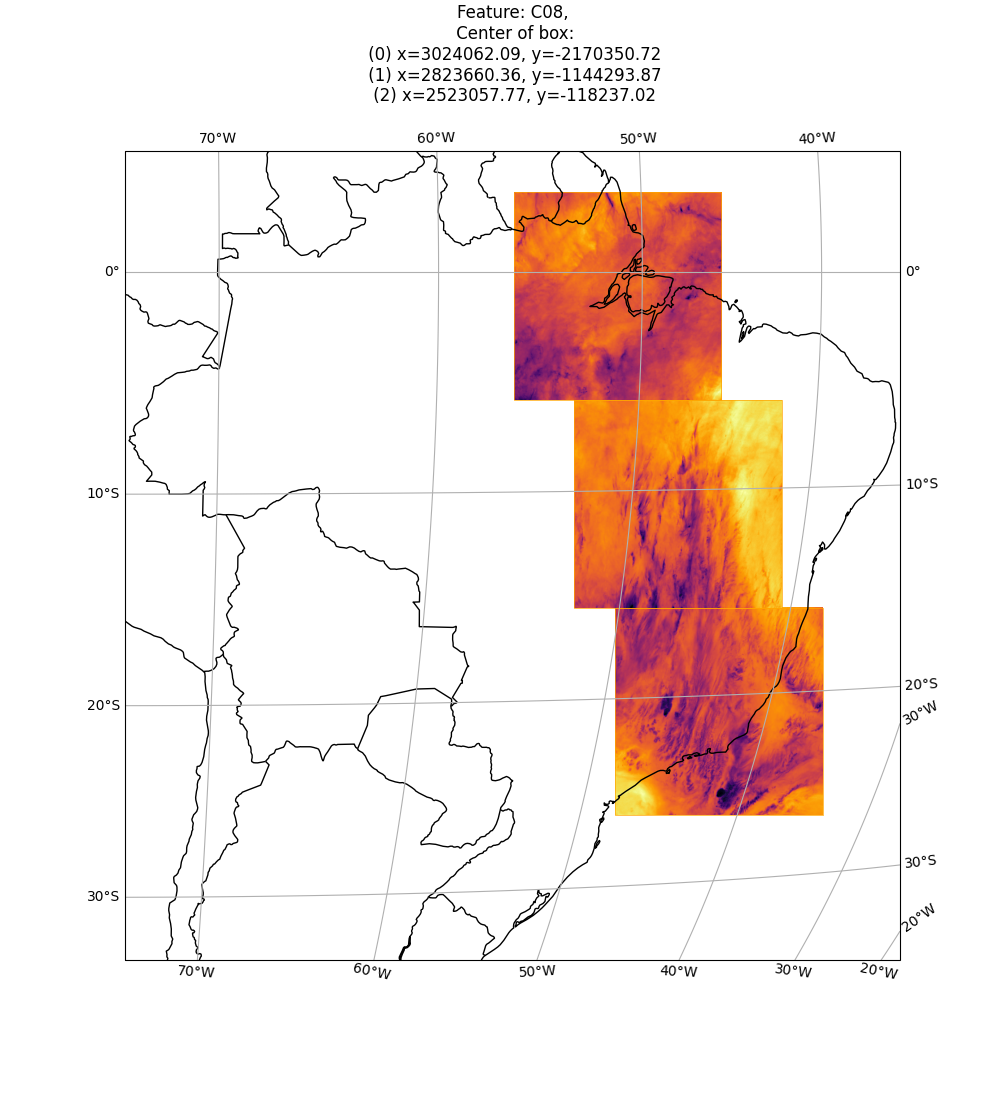 Feature: C08,
Center of box:
(0) x=3024062.09, y=-2170350.72
(1) x=2823660.36, y=-1144293.87
(2) x=2523057.77, y=-118237.02
70°W 60°W 50°W 40°W
0° 0°
10°S 10°S
20°S 20°S
30°W
30°S 30°S
20°W
70°W 60°W 50°W 40°W 30°W 20°W